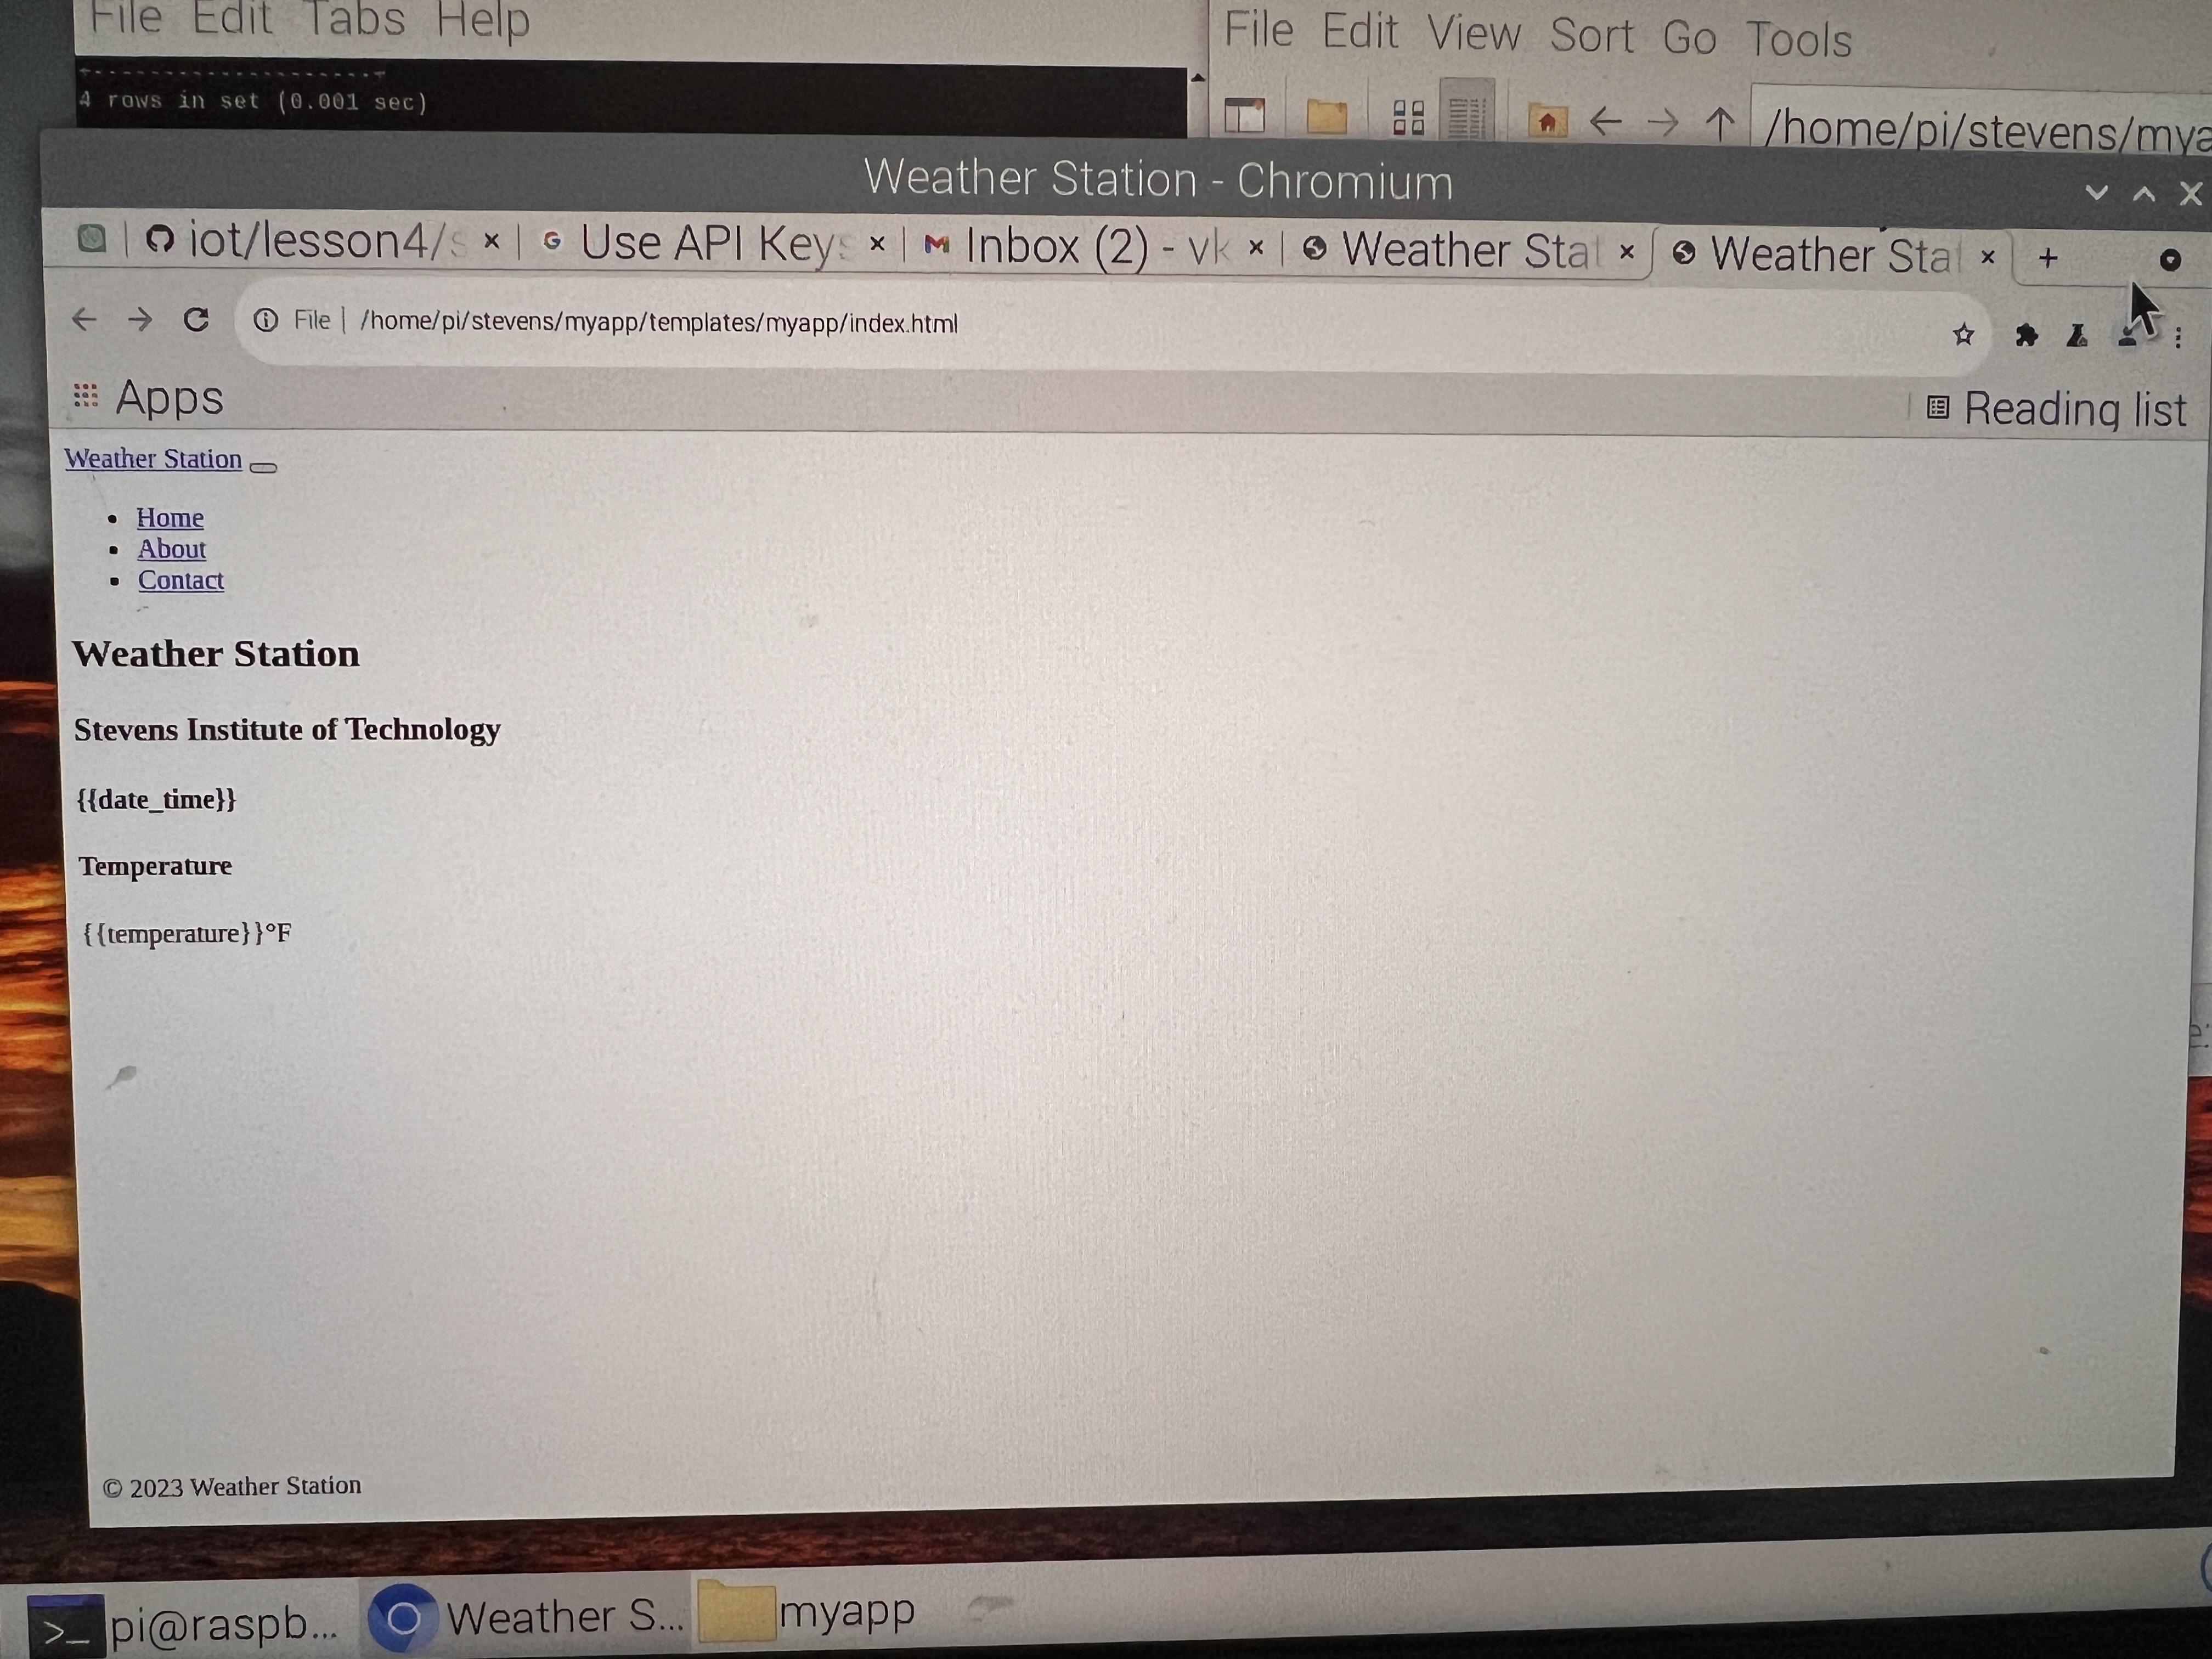 File Edit Tabs Help
File Edit View Sort Go Tools
4 rows in set (0.001 sec)
/home/pi/stevens/mya
Weather Station - Chromium
iot/lesson4/s
Use API Keys
Inbox (2) - vk
Weather Stat
Weather Stat
File | /home/pi/stevens/myapp/templates/myapp/index.html
Apps
Reading list
Weather Station
Home
About
Contact
Weather Station
Stevens Institute of Technology
{{date_time}}
Temperature
{{temperature}}°F
© 2023 Weather Station
pi@raspb...
Weather S...
myapp